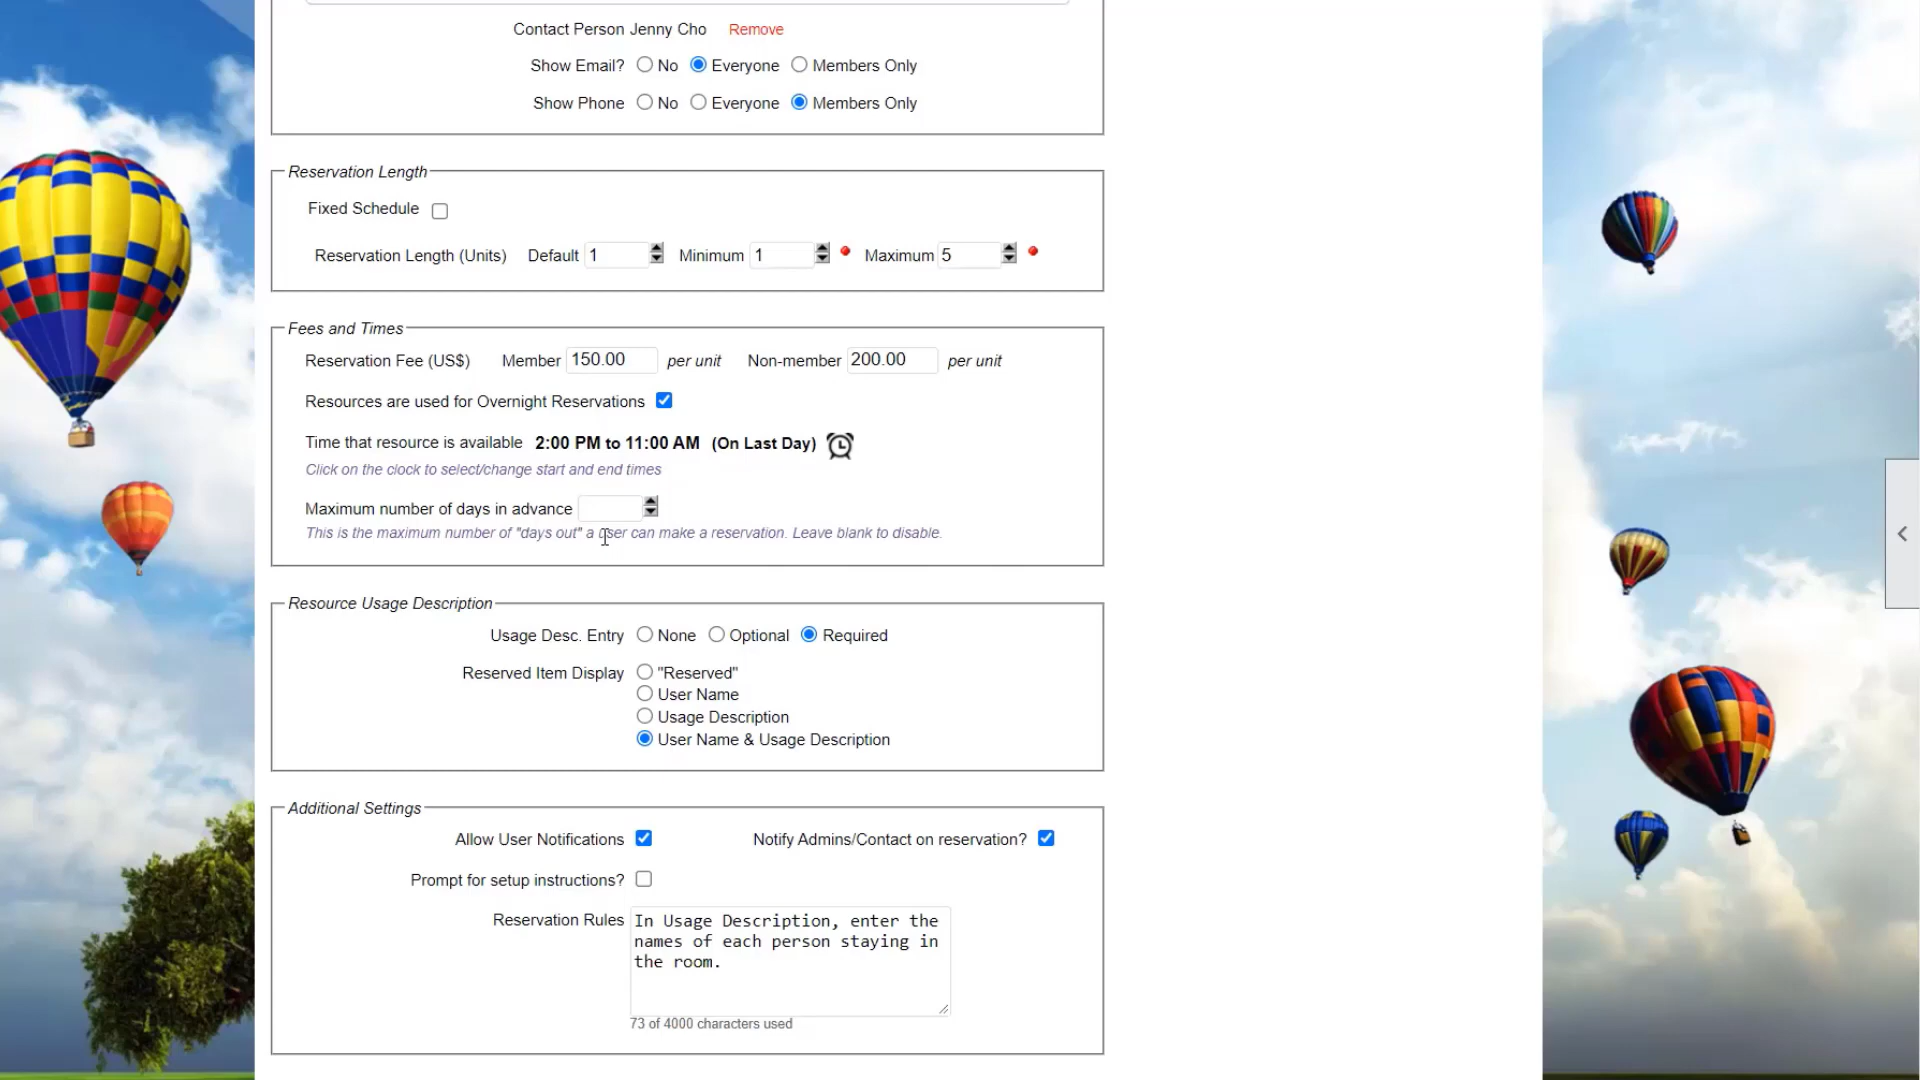 Contact Person Jenny Cho Remove
Show Email? No Everyone Members Only
Show Phone No Everyone Members Only
Reservation Length
Fixed Schedule
Reservation Length (Units) Default 1 Minimum 1 Maximum 5
Fees and Times
Reservation Fee (US$) Member 150.00 per unit Non-member 200.00 per unit
Resources are used for Overnight Reservations
Time that resource is available 2:00 PM to 11:00 AM (On Last Day)
Click on the clock to select/change start and end times
Maximum number of days in advance
This is the maximum number of "days out" a user can make a reservation. Leave blank to disable.
Resource Usage Description
Usage Desc. Entry None Optional Required
Reserved Item Display "Reserved"
User Name
Usage Description
User Name & Usage Description
Additional Settings
Allow User Notifications Notify Admins/Contact on reservation?
Prompt for setup instructions?
Reservation Rules In Usage Description, enter the
names of each person staying in
the room.
73 of 4000 characters used